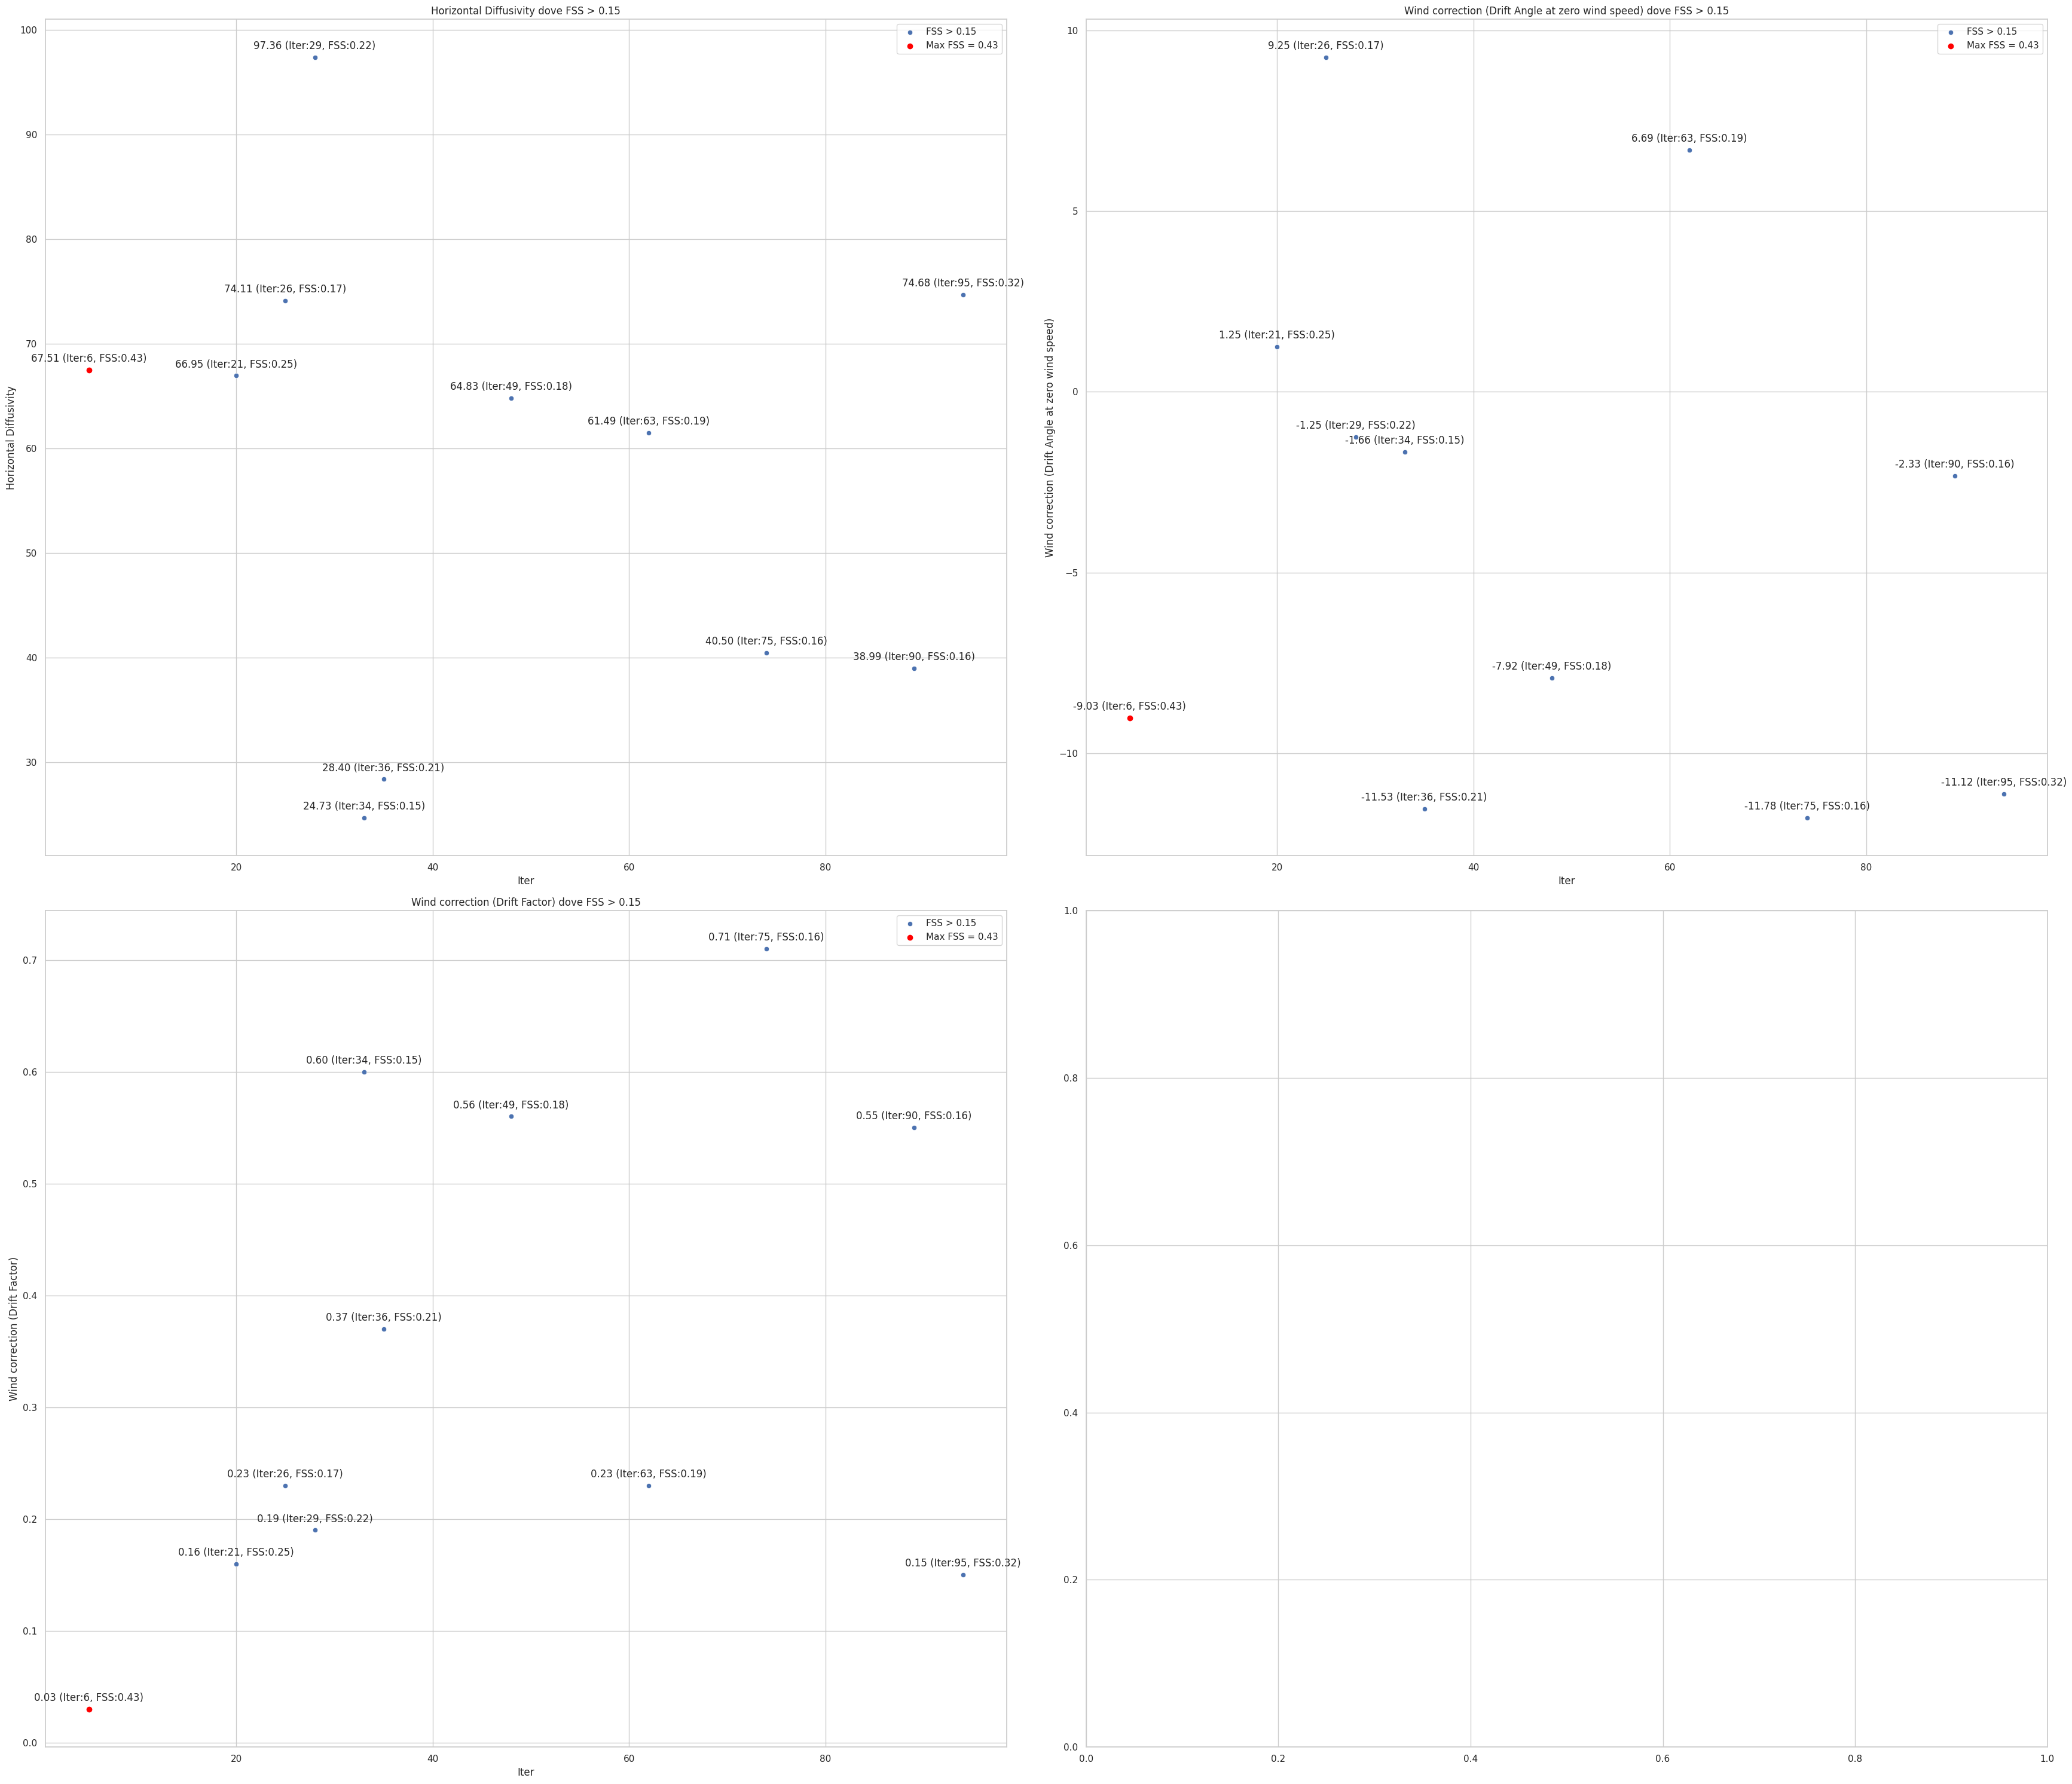 Horizontal Diffusivity dove FSS > 0.15
FSS > 0.15
Max FSS = 0.43
100
90
80
70
60
50
40
30
Horizontal Diffusivity
97.36 (Iter:29, FSS:0.22)
74.11 (Iter:26, FSS:0.17)
74.68 (Iter:95, FSS:0.32)
67.51 (Iter:6, FSS:0.43)
66.95 (Iter:21, FSS:0.25)
64.83 (Iter:49, FSS:0.18)
61.49 (Iter:63, FSS:0.19)
40.50 (Iter:75, FSS:0.16)
38.99 (Iter:90, FSS:0.16)
28.40 (Iter:36, FSS:0.21)
24.73 (Iter:34, FSS:0.15)
20 40 60 80
Iter
Wind correction (Drift Angle at zero wind speed) dove FSS > 0.15
FSS > 0.15
Max FSS = 0.43
10
5
0
−5
−10
Wind correction (Drift Angle at zero wind speed)
9.25 (Iter:26, FSS:0.17)
6.69 (Iter:63, FSS:0.19)
1.25 (Iter:21, FSS:0.25)
-1.25 (Iter:29, FSS:0.22)
-1.66 (Iter:34, FSS:0.15)
-2.33 (Iter:90, FSS:0.16)
-7.92 (Iter:49, FSS:0.18)
-9.03 (Iter:6, FSS:0.43)
-11.12 (Iter:95, FSS:0.32)
-11.53 (Iter:36, FSS:0.21)
-11.78 (Iter:75, FSS:0.16)
20 40 60 80
Iter
Wind correction (Drift Factor) dove FSS > 0.15
FSS > 0.15
Max FSS = 0.43
0.7
0.6
0.5
0.4
0.3
0.2
0.1
0.0
Wind correction (Drift Factor)
0.71 (Iter:75, FSS:0.16)
0.60 (Iter:34, FSS:0.15)
0.56 (Iter:49, FSS:0.18)
0.55 (Iter:90, FSS:0.16)
0.37 (Iter:36, FSS:0.21)
0.23 (Iter:26, FSS:0.17)
0.23 (Iter:63, FSS:0.19)
0.19 (Iter:29, FSS:0.22)
0.16 (Iter:21, FSS:0.25)
0.15 (Iter:95, FSS:0.32)
0.03 (Iter:6, FSS:0.43)
20 40 60 80
Iter
1.0
0.8
0.6
0.4
0.2
0.0
0.0 0.2 0.4 0.6 0.8 1.0